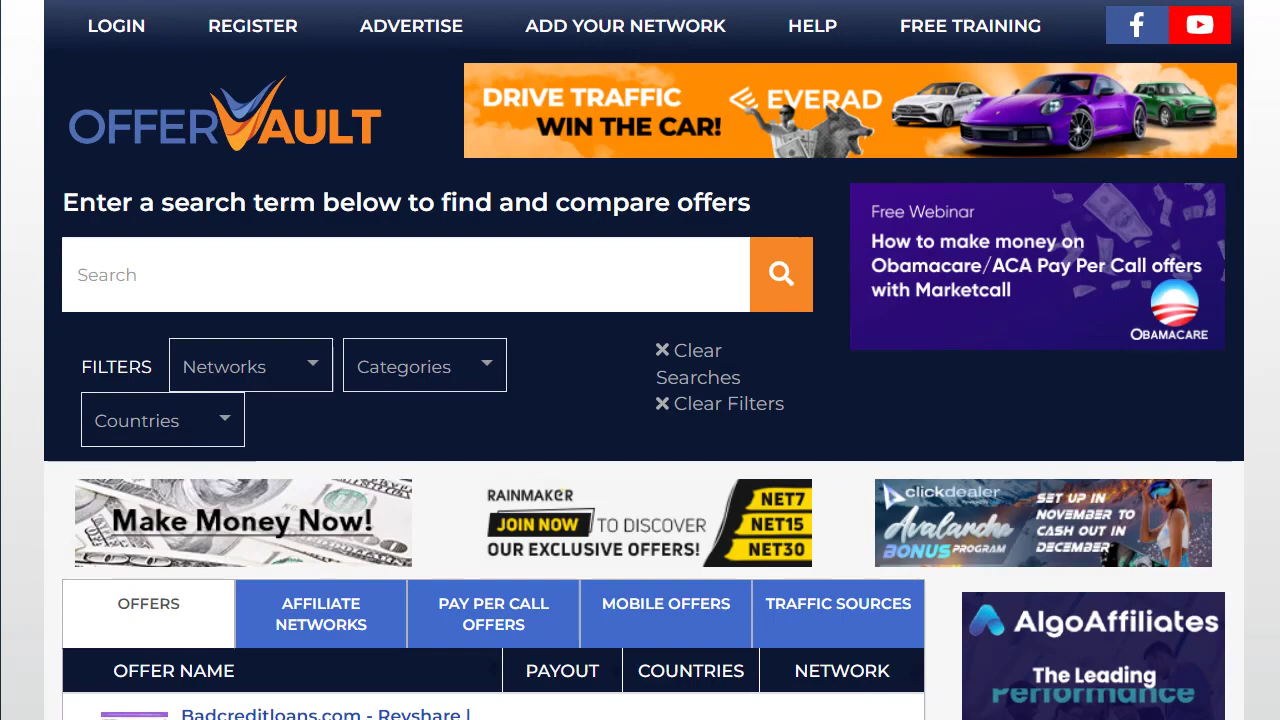 LOGIN
REGISTER
ADVERTISE
ADD YOUR NETWORK
HELP
FREE TRAINING
OFFERVAULT
DRIVE TRAFFIC
WIN THE CAR!
EVERAD
Enter a search term below to find and compare offers
Search
Free Webinar
How to make money on
Obamacare/ACA Pay Per Call offers
with Marketcall
OBAMACARE
FILTERS
Networks
Categories
Countries
Clear
Searches
Clear Filters
Make Money Now!
RAINMAKER
JOIN NOW TO DISCOVER
OUR EXCLUSIVE OFFERS!
NET7
NET15
NET30
clickdealer
Avalanche
BONUS PROGRAM
SET UP IN
NOVEMBER TO
CASH OUT IN
DECEMBER
OFFERS
AFFILIATE
NETWORKS
PAY PER CALL
OFFERS
MOBILE OFFERS
TRAFFIC SOURCES
OFFER NAME
PAYOUT
COUNTRIES
NETWORK
Badcreditloans.com - Revshare |
AlgoAffiliates
The Leading
Performance